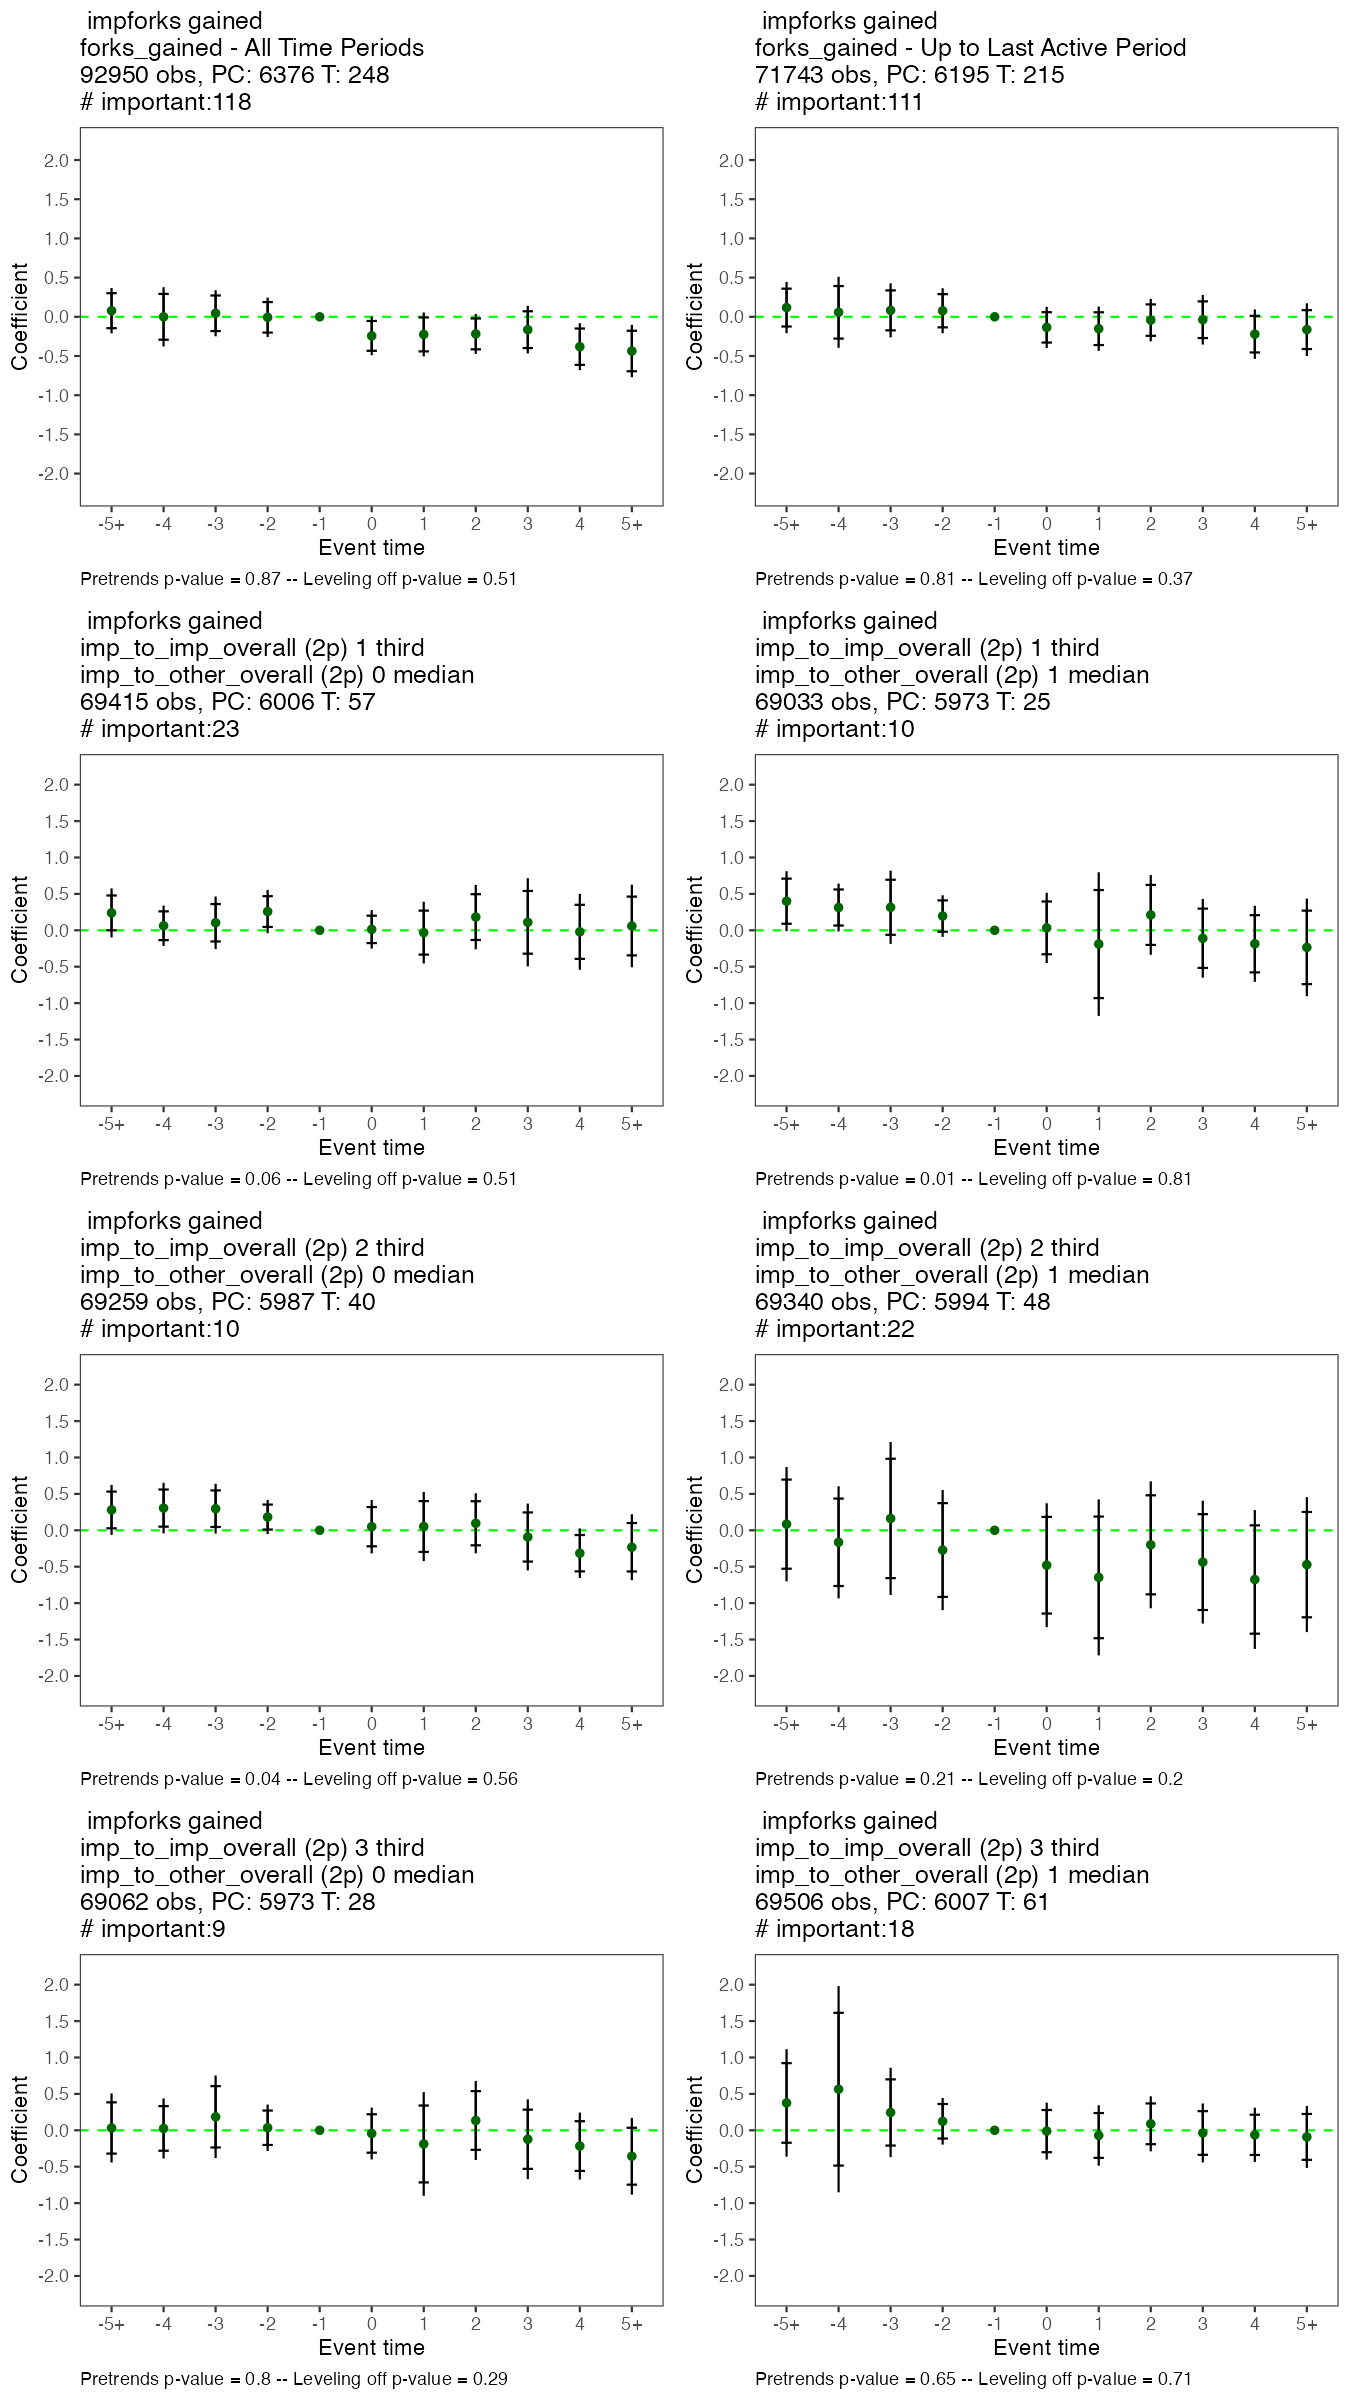 impforks gained
forks_gained - All Time Periods
92950 obs, PC: 6376 T: 248
# important:118
2.0
1.5
1.0
0.5
0.0
-0.5
-1.0
-1.5
-2.0
Coefficient
-5+ -4 -3 -2 -1 0 1 2 3 4 5+
Event time
Pretrends p-value = 0.87 -- Leveling off p-value = 0.51
impforks gained
forks_gained - Up to Last Active Period
71743 obs, PC: 6195 T: 215
# important:111
2.0
1.5
1.0
0.5
0.0
-0.5
-1.0
-1.5
-2.0
Coefficient
-5+ -4 -3 -2 -1 0 1 2 3 4 5+
Event time
Pretrends p-value = 0.81 -- Leveling off p-value = 0.37
impforks gained
imp_to_imp_overall (2p) 1 third
imp_to_other_overall (2p) 0 median
69415 obs, PC: 6006 T: 57
# important:23
2.0
1.5
1.0
0.5
0.0
-0.5
-1.0
-1.5
-2.0
Coefficient
-5+ -4 -3 -2 -1 0 1 2 3 4 5+
Event time
Pretrends p-value = 0.06 -- Leveling off p-value = 0.51
impforks gained
imp_to_imp_overall (2p) 1 third
imp_to_other_overall (2p) 1 median
69033 obs, PC: 5973 T: 25
# important:10
2.0
1.5
1.0
0.5
0.0
-0.5
-1.0
-1.5
-2.0
Coefficient
-5+ -4 -3 -2 -1 0 1 2 3 4 5+
Event time
Pretrends p-value = 0.01 -- Leveling off p-value = 0.81
impforks gained
imp_to_imp_overall (2p) 2 third
imp_to_other_overall (2p) 0 median
69259 obs, PC: 5987 T: 40
# important:10
2.0
1.5
1.0
0.5
0.0
-0.5
-1.0
-1.5
-2.0
Coefficient
-5+ -4 -3 -2 -1 0 1 2 3 4 5+
Event time
Pretrends p-value = 0.04 -- Leveling off p-value = 0.56
impforks gained
imp_to_imp_overall (2p) 2 third
imp_to_other_overall (2p) 1 median
69340 obs, PC: 5994 T: 48
# important:22
2.0
1.5
1.0
0.5
0.0
-0.5
-1.0
-1.5
-2.0
Coefficient
-5+ -4 -3 -2 -1 0 1 2 3 4 5+
Event time
Pretrends p-value = 0.21 -- Leveling off p-value = 0.2
impforks gained
imp_to_imp_overall (2p) 3 third
imp_to_other_overall (2p) 0 median
69062 obs, PC: 5973 T: 28
# important:9
2.0
1.5
1.0
0.5
0.0
-0.5
-1.0
-1.5
-2.0
Coefficient
-5+ -4 -3 -2 -1 0 1 2 3 4 5+
Event time
Pretrends p-value = 0.8 -- Leveling off p-value = 0.29
impforks gained
imp_to_imp_overall (2p) 3 third
imp_to_other_overall (2p) 1 median
69506 obs, PC: 6007 T: 61
# important:18
2.0
1.5
1.0
0.5
0.0
-0.5
-1.0
-1.5
-2.0
Coefficient
-5+ -4 -3 -2 -1 0 1 2 3 4 5+
Event time
Pretrends p-value = 0.65 -- Leveling off p-value = 0.71